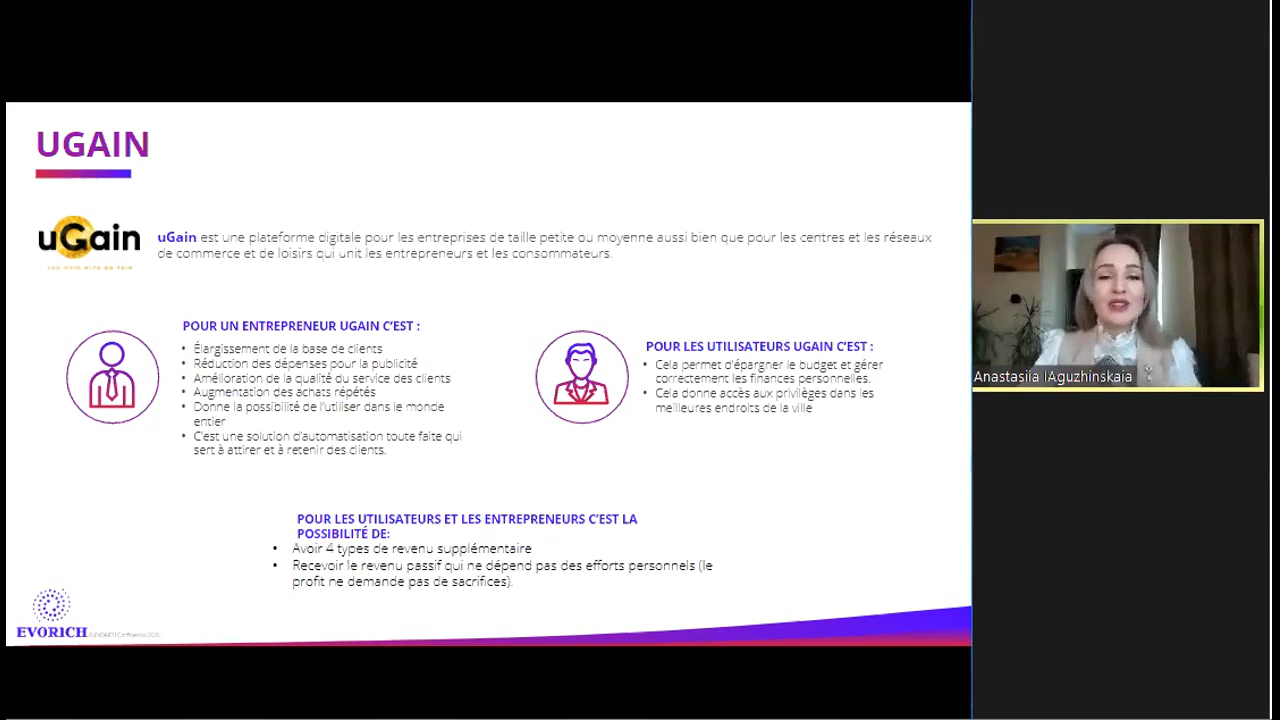 UGAIN
uGain
uGain est une plateforme digitale pour les entreprises de taille petite ou moyenne aussi bien que pour les centres et les réseaux
de commerce et de loisirs qui unit les entrepreneurs et les consommateurs.
POUR UN ENTREPRENEUR UGAIN C'EST :
• Élargissement de la base de clients
• Réduction des dépenses pour la publicité
• Amélioration de la qualité du service des clients
• Augmentation des achats répétés
• Donne la possibilité de l'utiliser dans le monde
entier
• C'est une solution d'automatisation toute faite qui
sert à attirer et à retenir des clients.
POUR LES UTILISATEURS UGAIN C'EST :
• Cela permet d'épargner le budget et gérer
correctement les finances personnelles.
• Cela donne accès aux privilèges dans les
meilleures endroits de la ville
POUR LES UTILISATEURS ET LES ENTREPRENEURS C'EST LA
POSSIBILITÉ DE:
• Avoir 4 types de revenu supplémentaire
• Recevoir le revenu passif qui ne dépend pas des efforts personnels (le
profit ne demande pas de sacrifices).
EVORICH
Anastasiia lAguzhinskaia